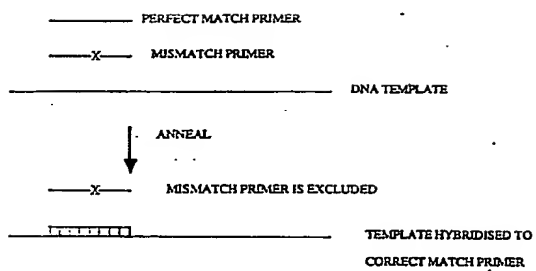 PERFECT MATCH PRIMER
X MISMATCH PRIMER
DNA TEMPLATE
ANNEAL
X MISMATCH PRIMER IS EXCLUDED
TEMPLATE HYBRIDISED TO
CORRECT MATCH PRIMER